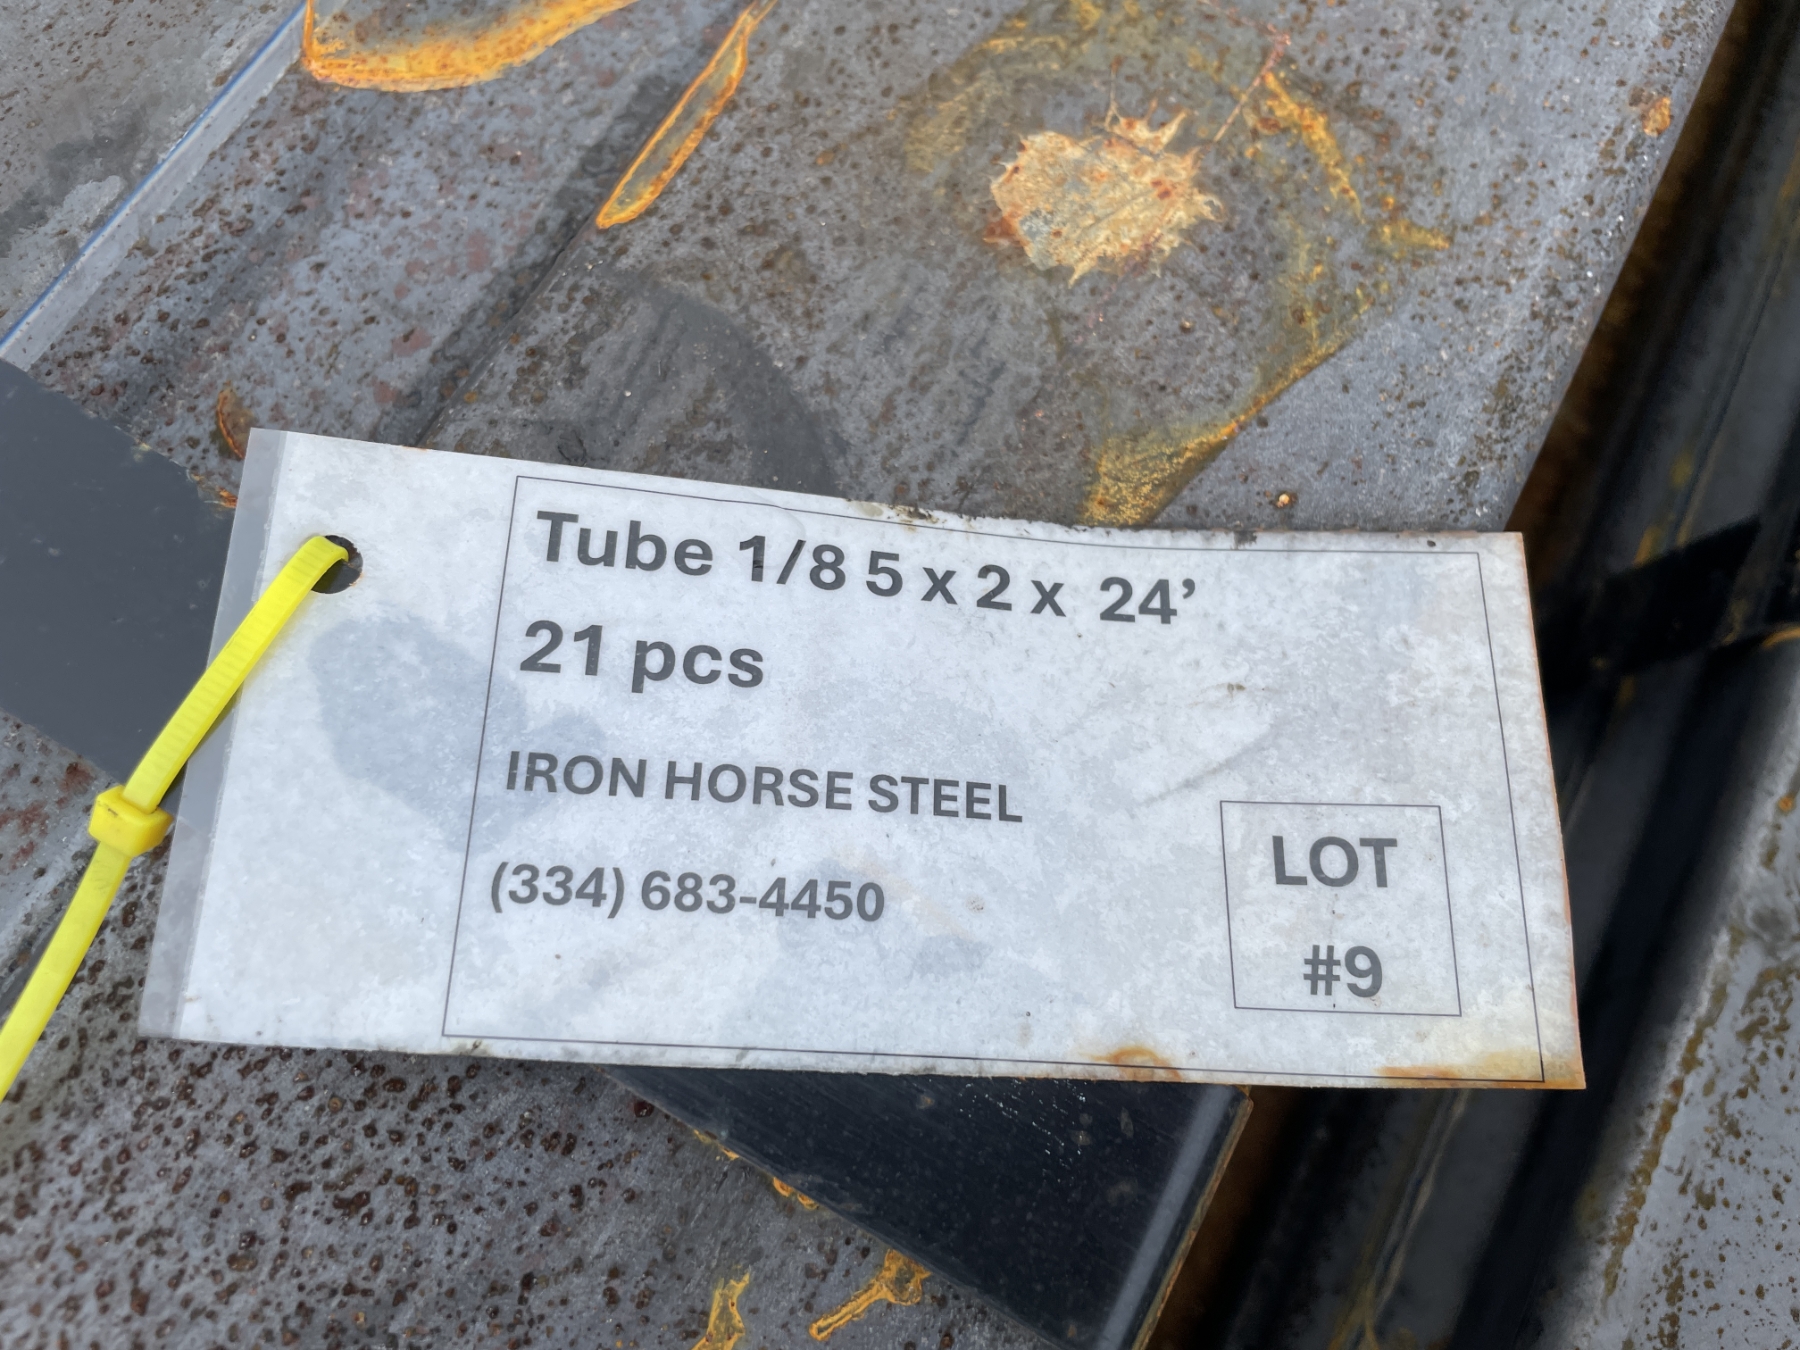 Tube 1/8 5 x 2 x 24’
21 pcs
IRON HORSE STEEL
(334) 683-4450
LOT
#9